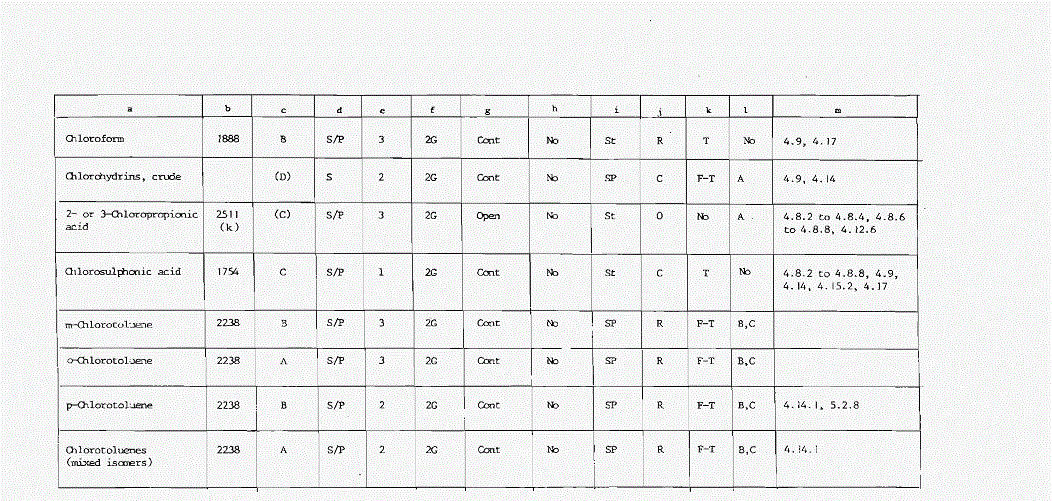 a b c d e f g h i j k l m
Chloroform 1888 B S/P 3 2G Cont No St R T No 4.9, 4.17
Chlorohydrins, crude (D) S 2 2G Cont No SP C F-T A 4.9, 4.14
2- or 3-Chloropropionic 2511 (C) S/P 3 2G Open No St O No A 4.8.2 to 4.8.4, 4.8.6
acid (k) to 4.8.8, 4.12.6
Chlorosulphonic acid 1754 C S/P 1 2G Cont No St C T No 4.8.2 to 4.8.8, 4.9,
4.14, 4.15.2, 4.17
m-Chlorotoluene 2238 B S/P 3 2G Cont No SP R F-T B,C
o-Chlorotoluene 2238 A S/P 3 2G Cont No SP R F-T B,C
p-Chlorotoluene 2238 B S/P 2 2G Cont No SP R F-T B,C 4.14.1, 5.2.8
Chlorotoluenes 2238 A S/P 2 2G Cont No SP R F-T B,C 4.14.1
(mixed isomers)